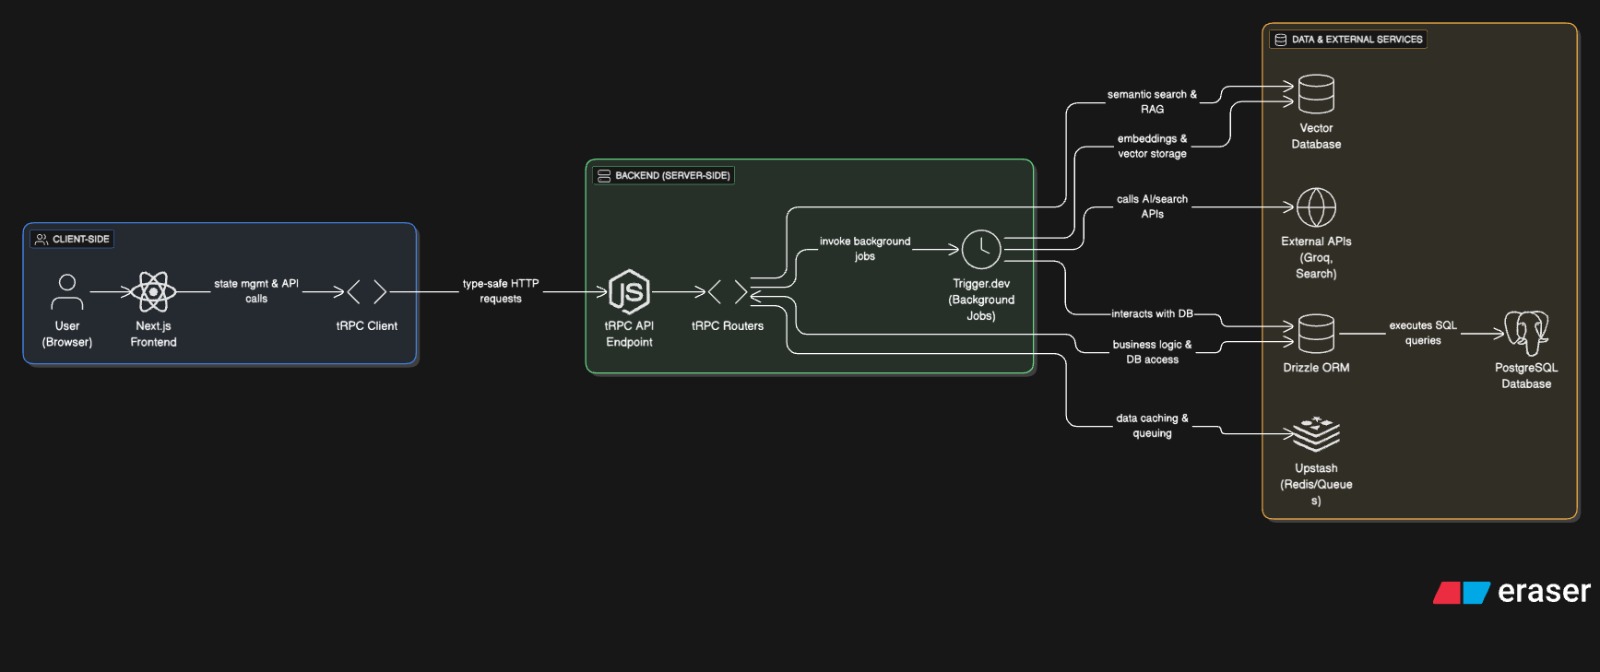 CLIENT-SIDE
User
(Browser)
Next.js
Frontend
state mgmt & API
calls
tRPC Client
type-safe HTTP
requests
BACKEND (SERVER-SIDE)
tRPC API
Endpoint
tRPC Routers
invoke background
jobs
Trigger.dev
(Background
Jobs)
semantic search &
RAG
embeddings &
vector storage
calls AI/search
APIs
interacts with DB
business logic &
DB access
data caching &
queuing
DATA & EXTERNAL SERVICES
Vector
Database
External APIs
(Groq,
Search)
Drizzle ORM
executes SQL
queries
PostgreSQL
Database
Upstash
(Redis/Queue
s)
JS
eraser